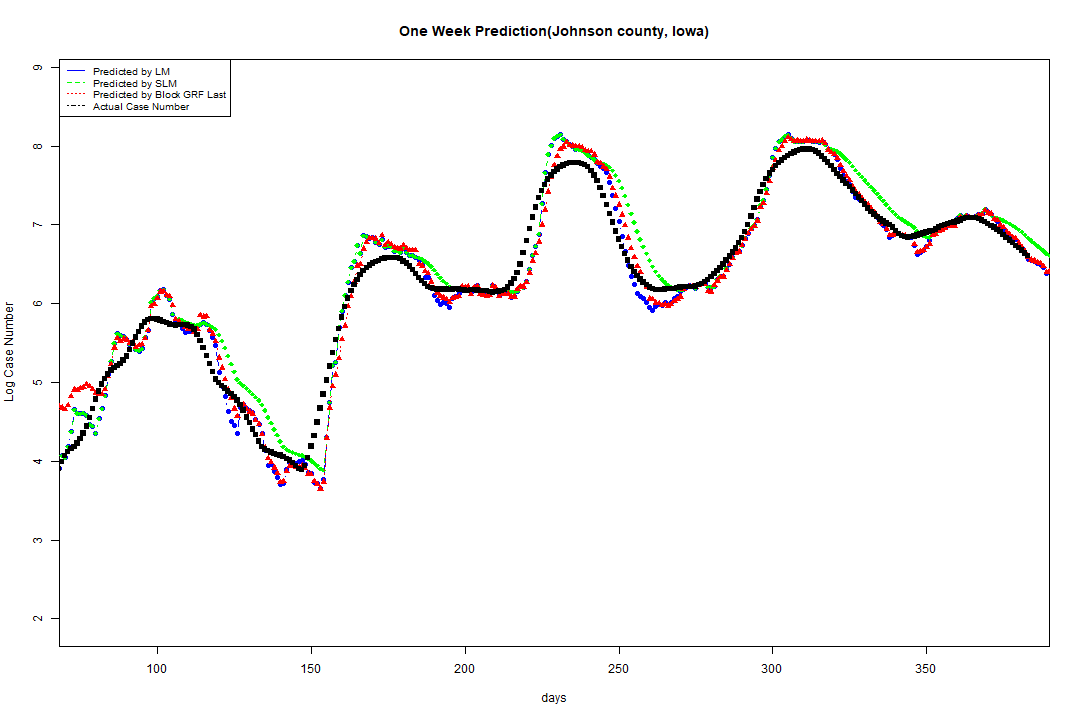 One Week Prediction(Johnson county, Iowa)
Predicted by LM
Predicted by SLM
Predicted by Block GRF Last
Actual Case Number
Log Case Number
9
8
7
6
5
4
3
2
100 150 200 250 300 350
days